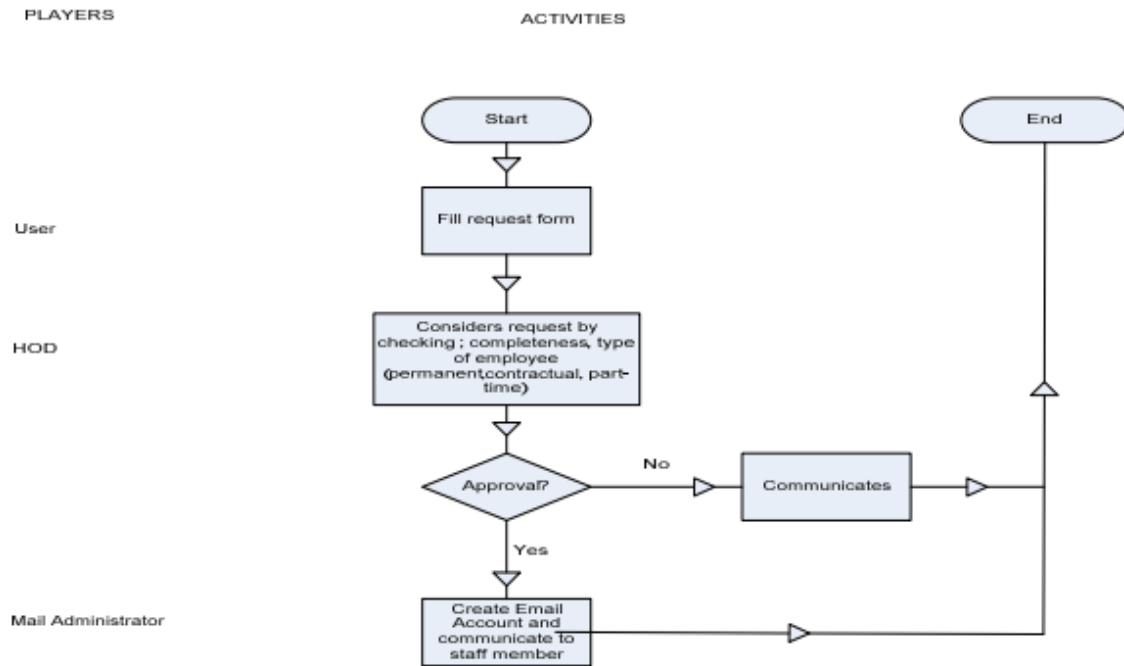 PLAYERS
ACTIVITIES
Start
End
Fill request form
User
Considers request by
checking ; completeness, type
of employee
(permanent,contractual, part-
time)
HOD
Approval?
No
Communicates
Yes
Create Email
Account and
communicate to
staff member
Mail Administrator